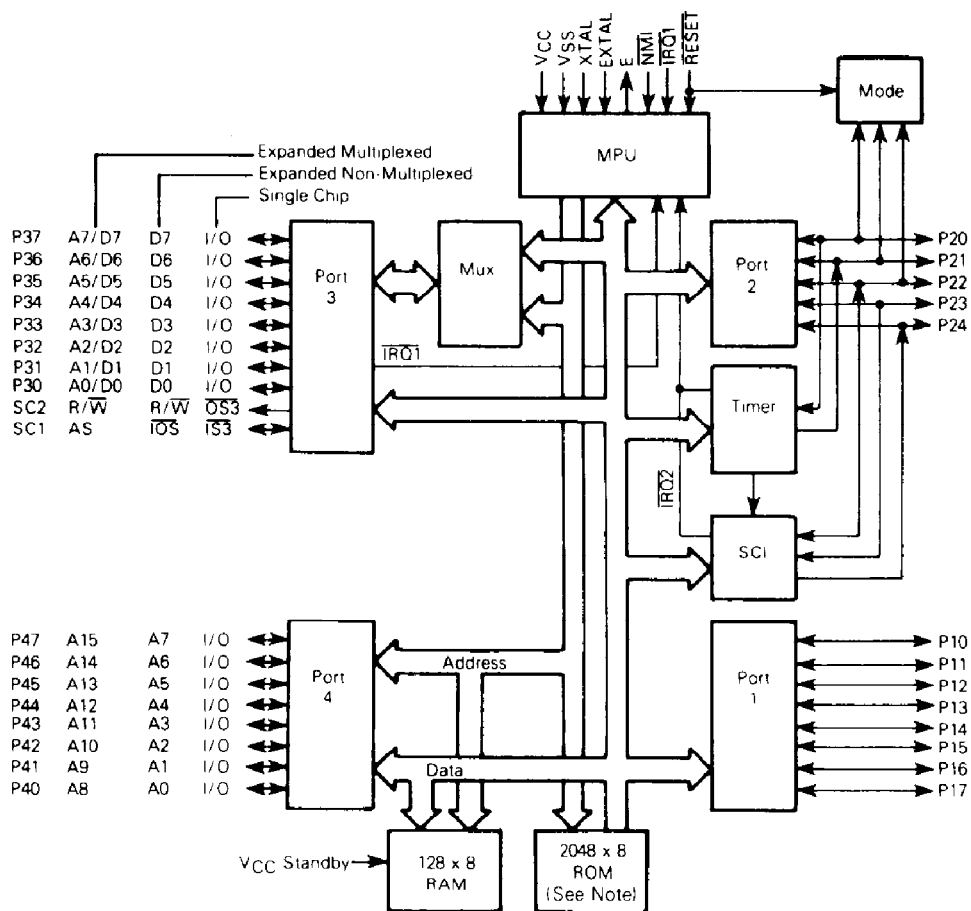 VCC
VSS
XTAL
EXTAL
E
NMI
IRQ1
RESET
Mode
MPU
Expanded Multiplexed
Expanded Non-Multiplexed
Single Chip
P37 A7/D7 D7 I/O
P36 A6/D6 D6 I/O
P35 A5/D5 D5 I/O
P34 A4/D4 D4 I/O
P33 A3/D3 D3 I/O
P32 A2/D2 D2 I/O
P31 A1/D1 D1 I/O
P30 A0/D0 D0 I/O
SC2 R/W R/W OS3
SC1 AS IOS IS3
Port
3
Mux
IRQ1
Port
2
P20
P21
P22
P23
P24
Timer
IRQ2
SCI
P47 A15 A7 I/O
P46 A14 A6 I/O
P45 A13 A5 I/O
P44 A12 A4 I/O
P43 A11 A3 I/O
P42 A10 A2 I/O
P41 A9 A1 I/O
P40 A8 A0 I/O
Port
4
Address
Data
Port
1
P10
P11
P12
P13
P14
P15
P16
P17
VCC Standby
128 x 8
RAM
2048 x 8
ROM
(See Note)